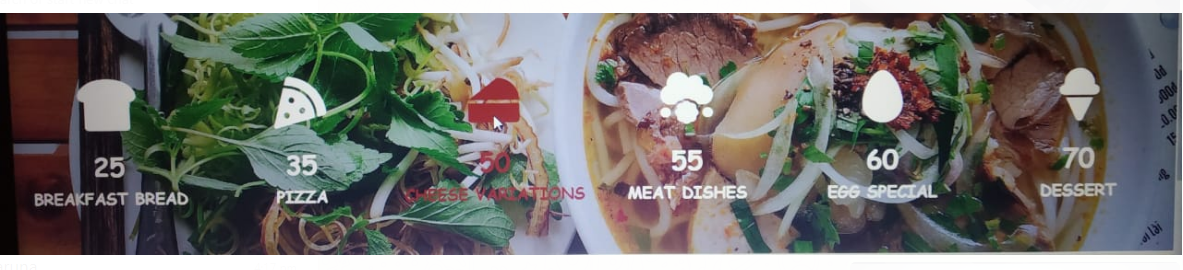 25
BREAKFAST BREAD
35
PIZZA
50
CHEESE VARIATIONS
55
MEAT DISHES
60
EGG SPECIAL
70
DESSERT